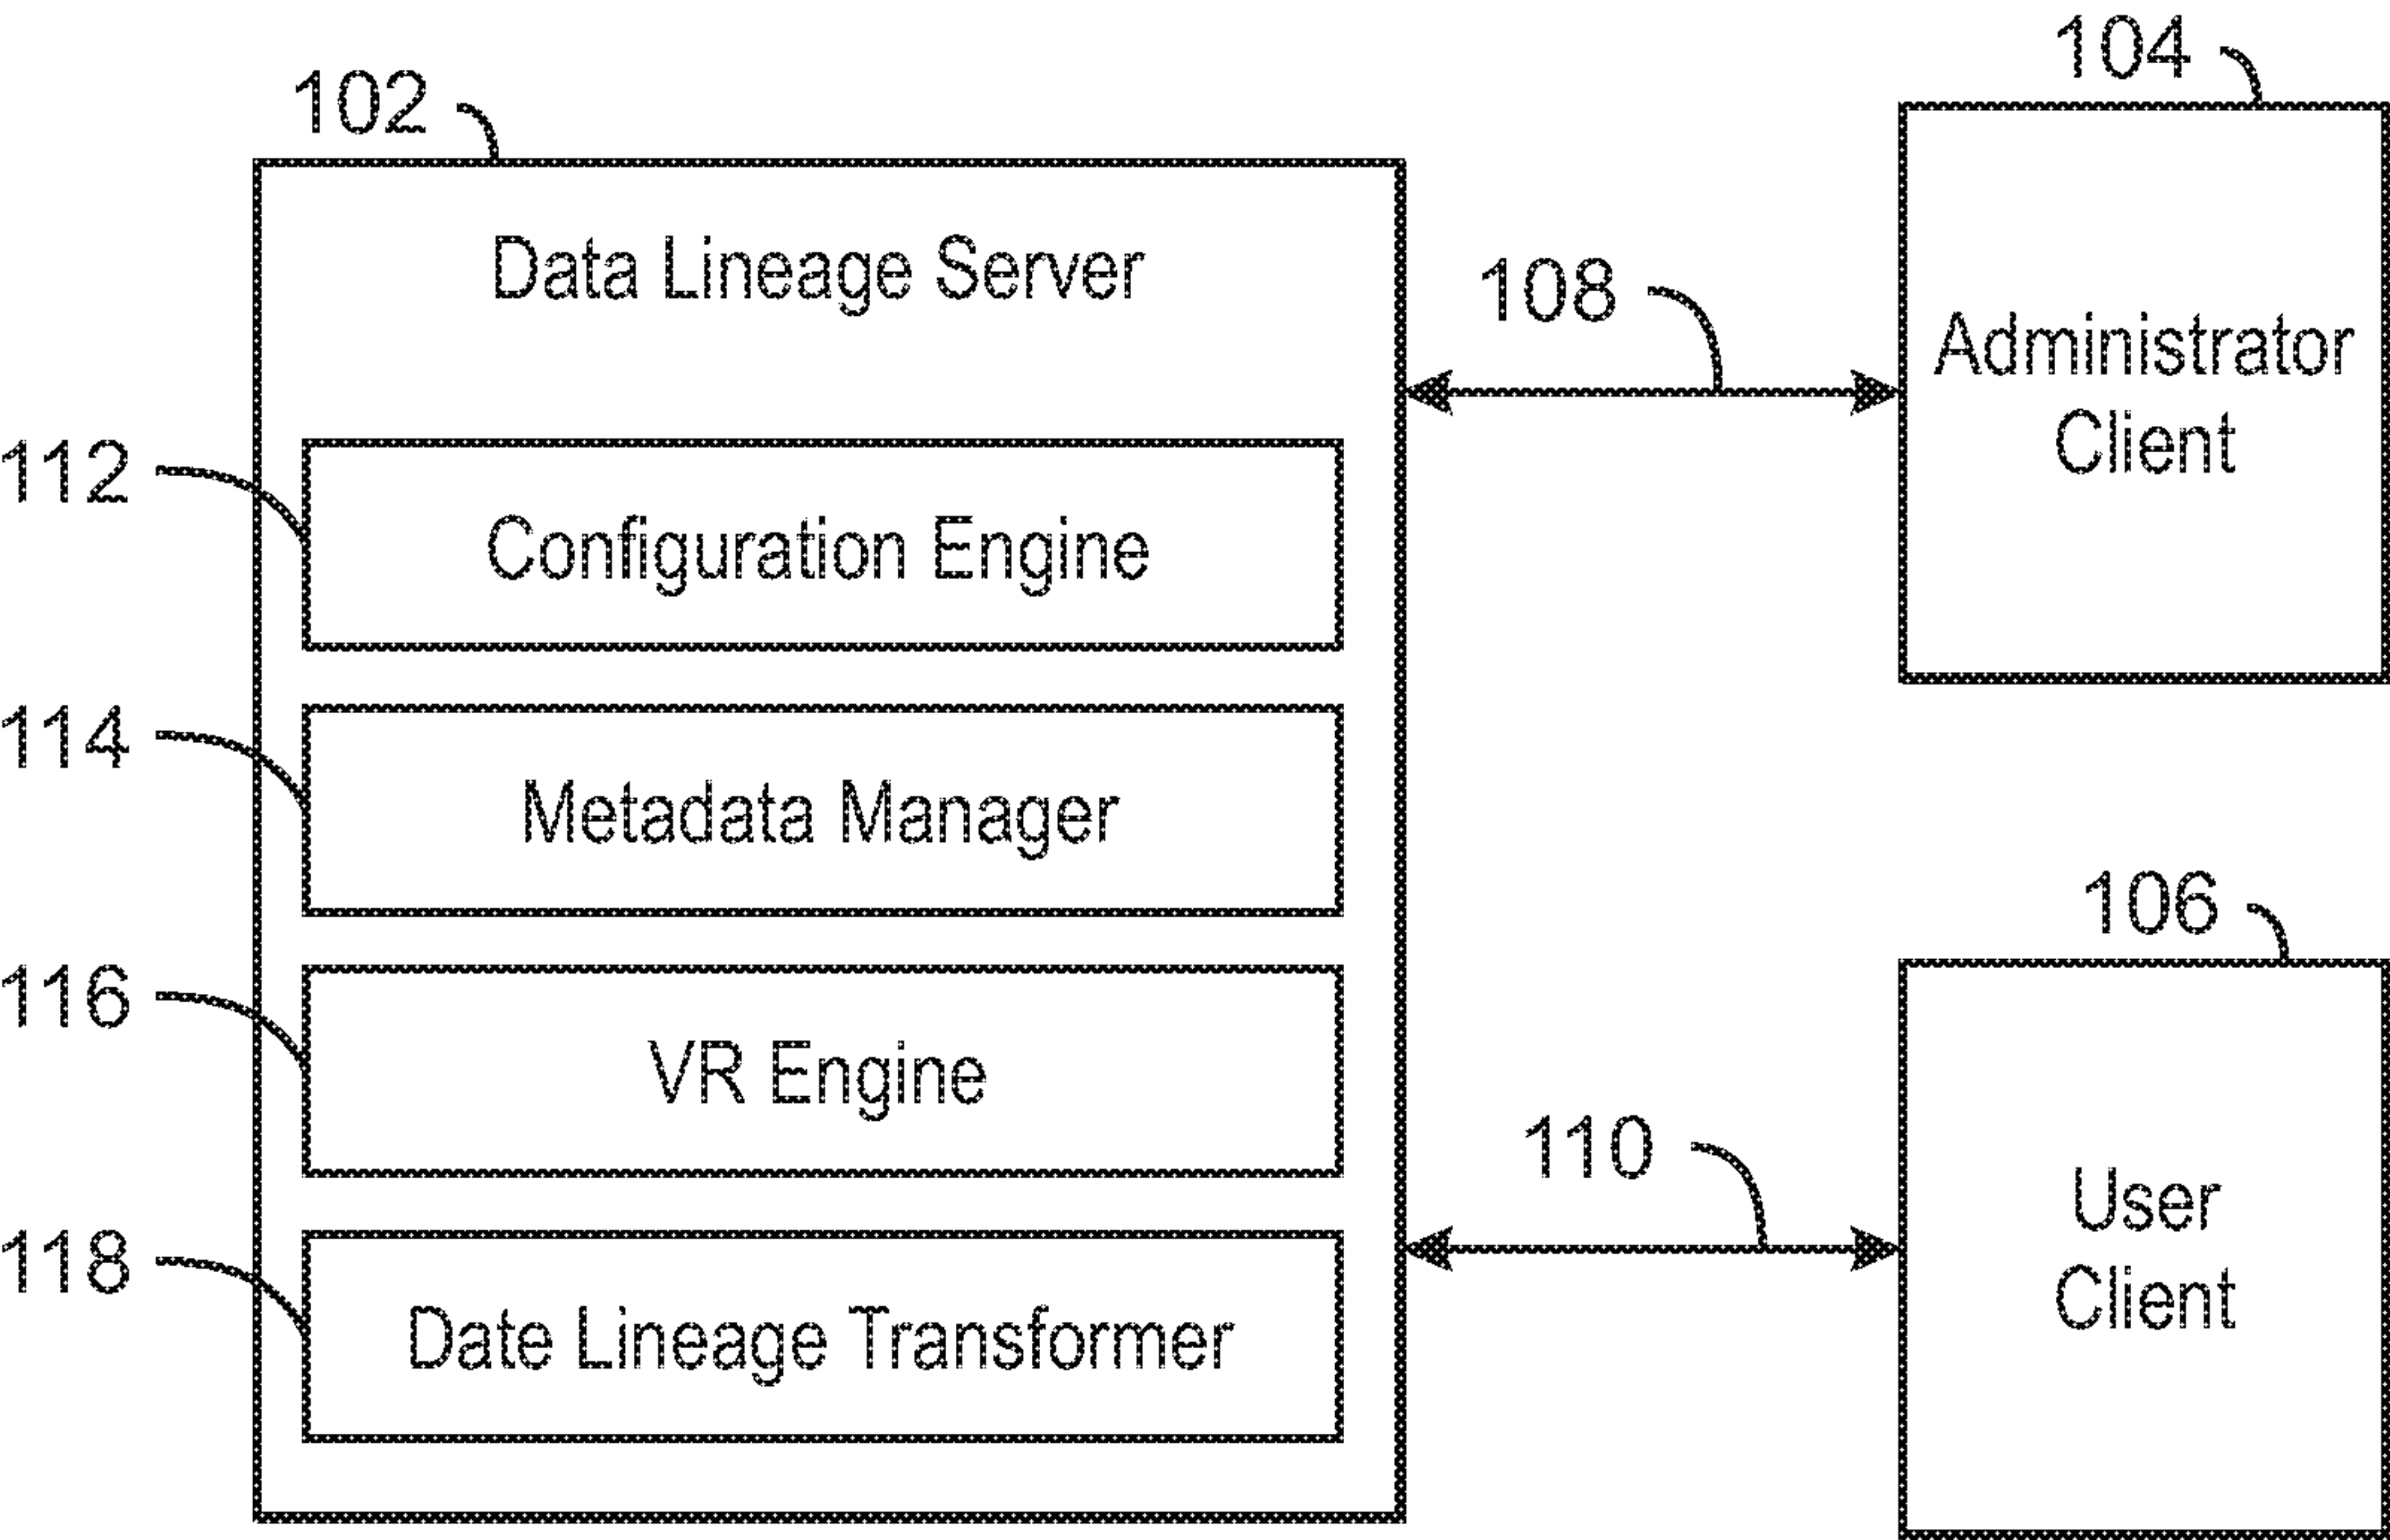 104
102
Data Lineage Server
108
Administrator
Client
112
Configuration Engine
114
Metadata Manager
106
116
VR Engine
110
User
Client
118
Date Lineage Transformer